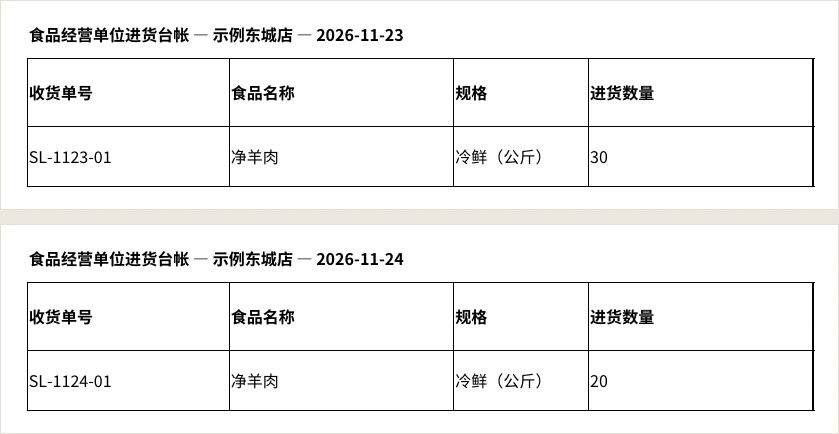 食品经营单位进货台帐 — 示例东城店 — 2026-11-23
收货单号 食品名称 规格 进货数量
SL-1123-01 净羊肉 冷鲜（公斤） 30
食品经营单位进货台帐 — 示例东城店 — 2026-11-24
收货单号 食品名称 规格 进货数量
SL-1124-01 净羊肉 冷鲜（公斤） 20